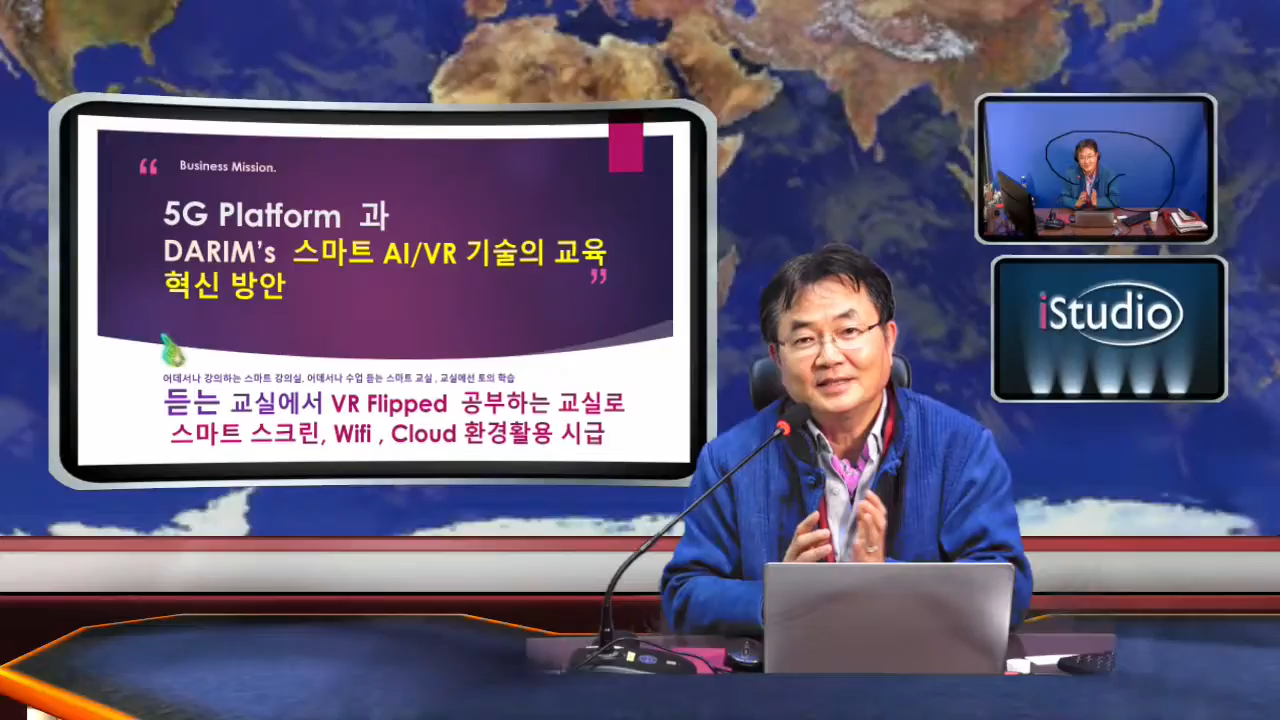 “ Business Mission.
5G Platform 과
DARIM’s 스마트 AI/VR 기술의 교육
혁신 방안 ”
어데서나 강의하는 스마트 강의실, 어데서나 수업 듣는 스마트 교실 , 교실에선 토의 학습
듣는 교실에서 VR Flipped 공부하는 교실로
스마트 스크린, Wifi , Cloud 환경활용 시급
iStudio